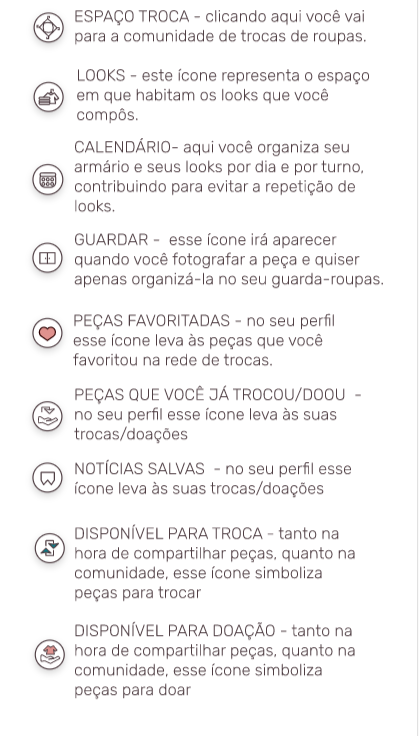 ESPAÇO TROCA - clicando aqui você vai
para a comunidade de trocas de roupas.
LOOKS - este ícone representa o espaço
em que habitam os looks que você
compôs.
CALENDÁRIO- aqui você organiza seu
armário e seus looks por dia e por turno,
contribuindo para evitar a repetição de
looks.
GUARDAR - esse ícone irá aparecer
quando você fotografar a peça e quiser
apenas organizá-la no seu guarda-roupas.
PEÇAS FAVORITADAS - no seu perfil
esse ícone leva às peças que você
favoritou na rede de trocas.
PEÇAS QUE VOCÊ JÁ TROCOU/DOOU -
no seu perfil esse ícone leva às suas
trocas/doações
NOTÍCIAS SALVAS - no seu perfil esse
ícone leva às suas trocas/doações
DISPONÍVEL PARA TROCA - tanto na
hora de compartilhar peças, quanto na
comunidade, esse ícone simboliza
peças para trocar
DISPONÍVEL PARA DOAÇÃO - tanto na
hora de compartilhar peças, quanto na
comunidade, esse ícone simboliza
peças para doar